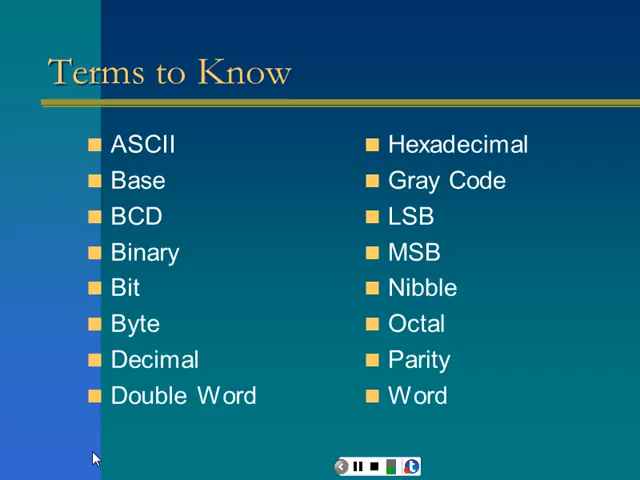 Terms to Know
ASCII
Base
BCD
Binary
Bit
Byte
Decimal
Double Word
Hexadecimal
Gray Code
LSB
MSB
Nibble
Octal
Parity
Word